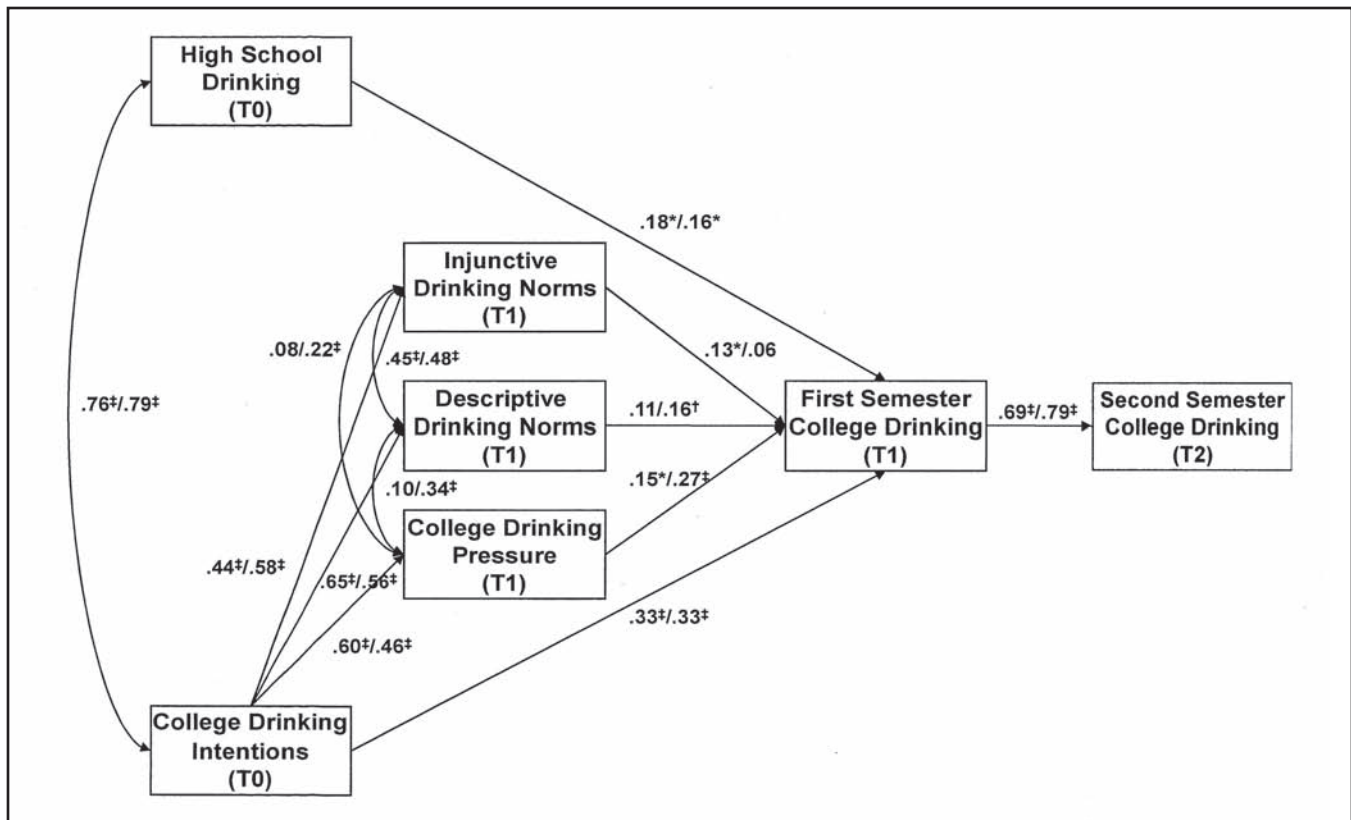 High School
Drinking
(T0)
.18*/.16*
Injunctive
Drinking Norms
(T1)
.08/.22‡
.45‡/.48‡
.13*/.06
.76‡/.79‡
Descriptive
Drinking Norms
(T1)
.11/.16†
First Semester
College Drinking
(T1)
.69‡/.79‡
Second Semester
College Drinking
(T2)
.10/.34‡
.15*/.27‡
College Drinking
Pressure
(T1)
.44‡/.58‡
.65‡/.56‡
.60‡/.46‡
.33‡/.33‡
College Drinking
Intentions
(T0)